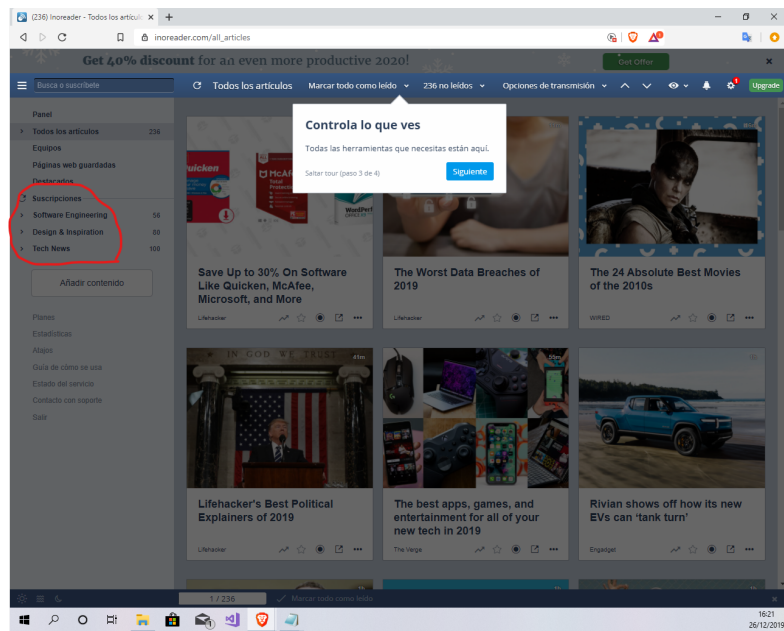 (236) Inoreader - Todos los artícul
inoreader.com/all_articles
Get 40% discount for an even more productive 2020!
Get Offer
Busca o suscríbete
Todos los artículos
Marcar todo como leído
236 no leídos
Opciones de transmisión
Upgrade
Panel
Todos los artículos 236
Equipos
Páginas web guardadas
Destacados
Suscripciones
Software Engineering 56
Design & Inspiration 80
Tech News 100
Añadir contenido
Planes
Estadísticas
Atajos
Guía de cómo se usa
Estado del servicio
Contacto con soporte
Salir
Controla lo que ves
Todas las herramientas que necesitas están aquí.
Saltar tour (paso 3 de 4)
Siguiente
Quicken
McAfee
Total
Protection
WordPerfect
OFFICE
Save Up to 30% On Software
Like Quicken, McAfee,
Microsoft, and More
Lifehacker
The Worst Data Breaches of
2019
Lifehacker
The 24 Absolute Best Movies
of the 2010s
WIRED
IN GOD WE TRUST
41m
Lifehacker's Best Political
Explainers of 2019
Lifehacker
55m
The best apps, games, and
entertainment for all of your
new tech in 2019
The Verge
Rivian shows off how its new
EVs can ‘tank turn’
Engadget
1 / 236
Marcar todo como leído
16:21
26/12/2019